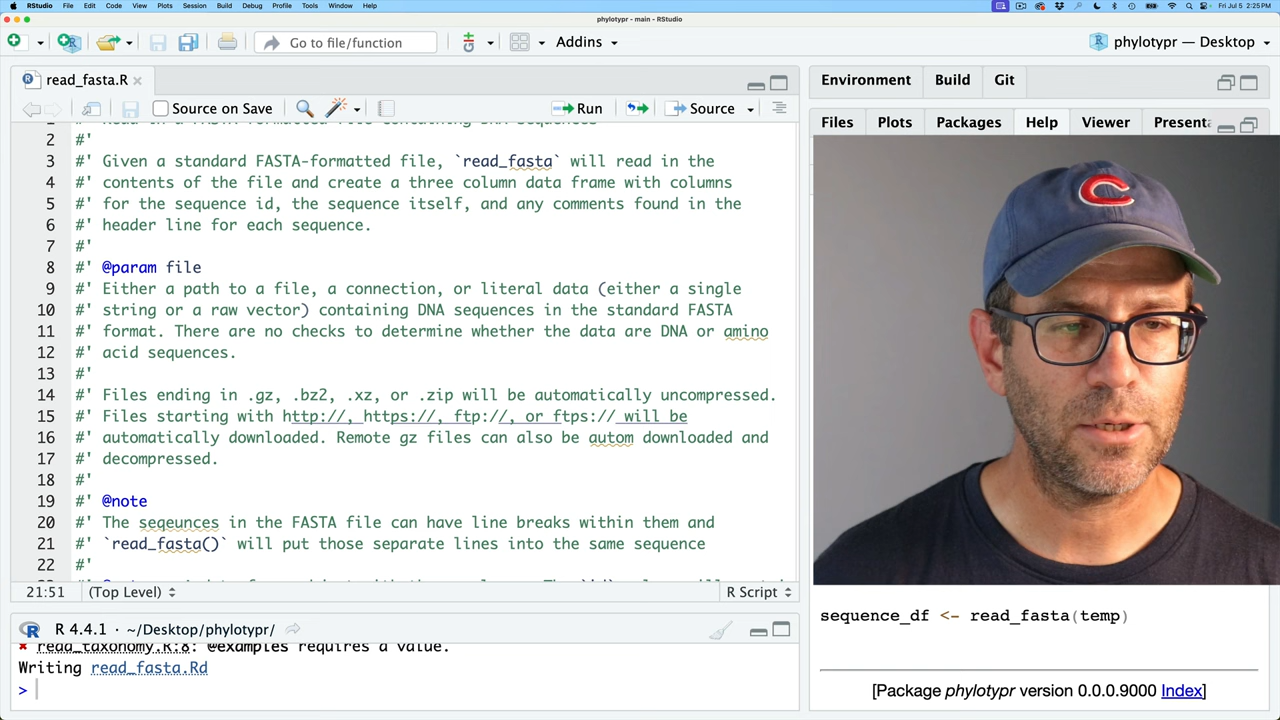 RStudio File Edit Code View Plots Session Build Debug Profile Tools Window Help
Fri Jul 5 2:25 PM
phylotypr - main - RStudio
Go to file/function
Addins
phylotypr — Desktop
read_fasta.R
Environment Build Git
Source on Save
Run
Source
Files Plots Packages Help Viewer Present
2 #'
3 #' Given a standard FASTA-formatted file, `read_fasta` will read in the
4 #' contents of the file and create a three column data frame with columns
5 #' for the sequence id, the sequence itself, and any comments found in the
6 #' header line for each sequence.
7 #'
8 #' @param file
9 #' Either a path to a file, a connection, or literal data (either a single
10 #' string or a raw vector) containing DNA sequences in the standard FASTA
11 #' format. There are no checks to determine whether the data are DNA or amino
12 #' acid sequences.
13 #'
14 #' Files ending in .gz, .bz2, .xz, or .zip will be automatically uncompressed.
15 #' Files starting with http://, https://, ftp://, or ftps:// will be
16 #' automatically downloaded. Remote gz files can also be autom downloaded and
17 #' decompressed.
18 #'
19 #' @note
20 #' The seqeunces in the FASTA file can have line breaks within them and
21 #' `read_fasta()` will put those separate lines into the same sequence
22 #'
21:51 (Top Level) R Script
R 4.4.1 · ~/Desktop/phylotypr/
✖ read_taxonomy.R:8: @examples requires a value.
Writing read_fasta.Rd
>
sequence_df <- read_fasta(temp)
[Package phylotypr version 0.0.0.9000 Index]